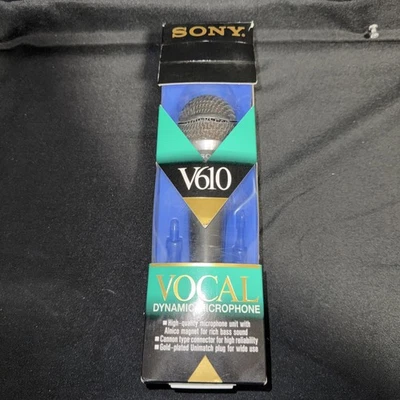 SONY
V610
VOCAL
DYNAMIC MICROPHONE
■ High-quality microphone unit with
Alnico magnet for rich bass sound
■ Cannon type connector for high reliability
■ Gold-plated Unimatch plug for wide use